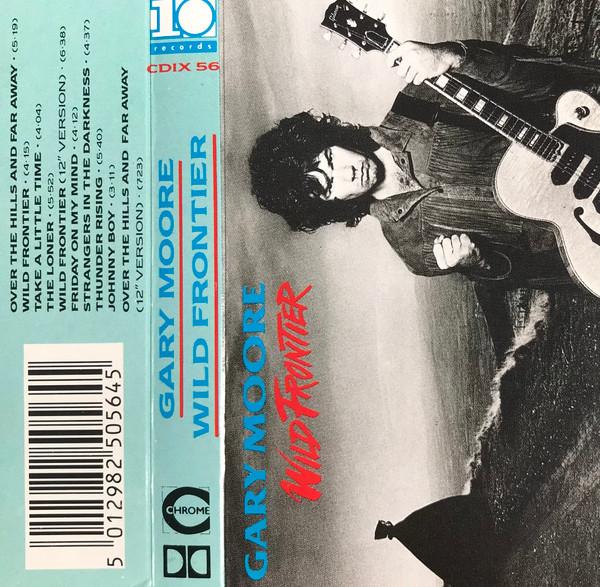 OVER THE HILLS AND FAR AWAY · (5·19)
WILD FRONTIER · (4:15)
TAKE A LITTLE TIME · (4:04)
THE LONER · (5:52)
WILD FRONTIER (12" VERSION) · (6:38)
FRIDAY ON MY MIND · (4:12)
STRANGERS IN THE DARKNESS · (4·37)
THUNDER RISING · (5:40)
JOHNNY BOY · (3·11)
OVER THE HILLS AND FAR AWAY
(12" VERSION) · (7:23)
5 012982 505645
10
records
CDIX 56
GARY MOORE
WILD FRONTIER
CHROME
GARY MOORE
WILD FRONTIER
Gibson